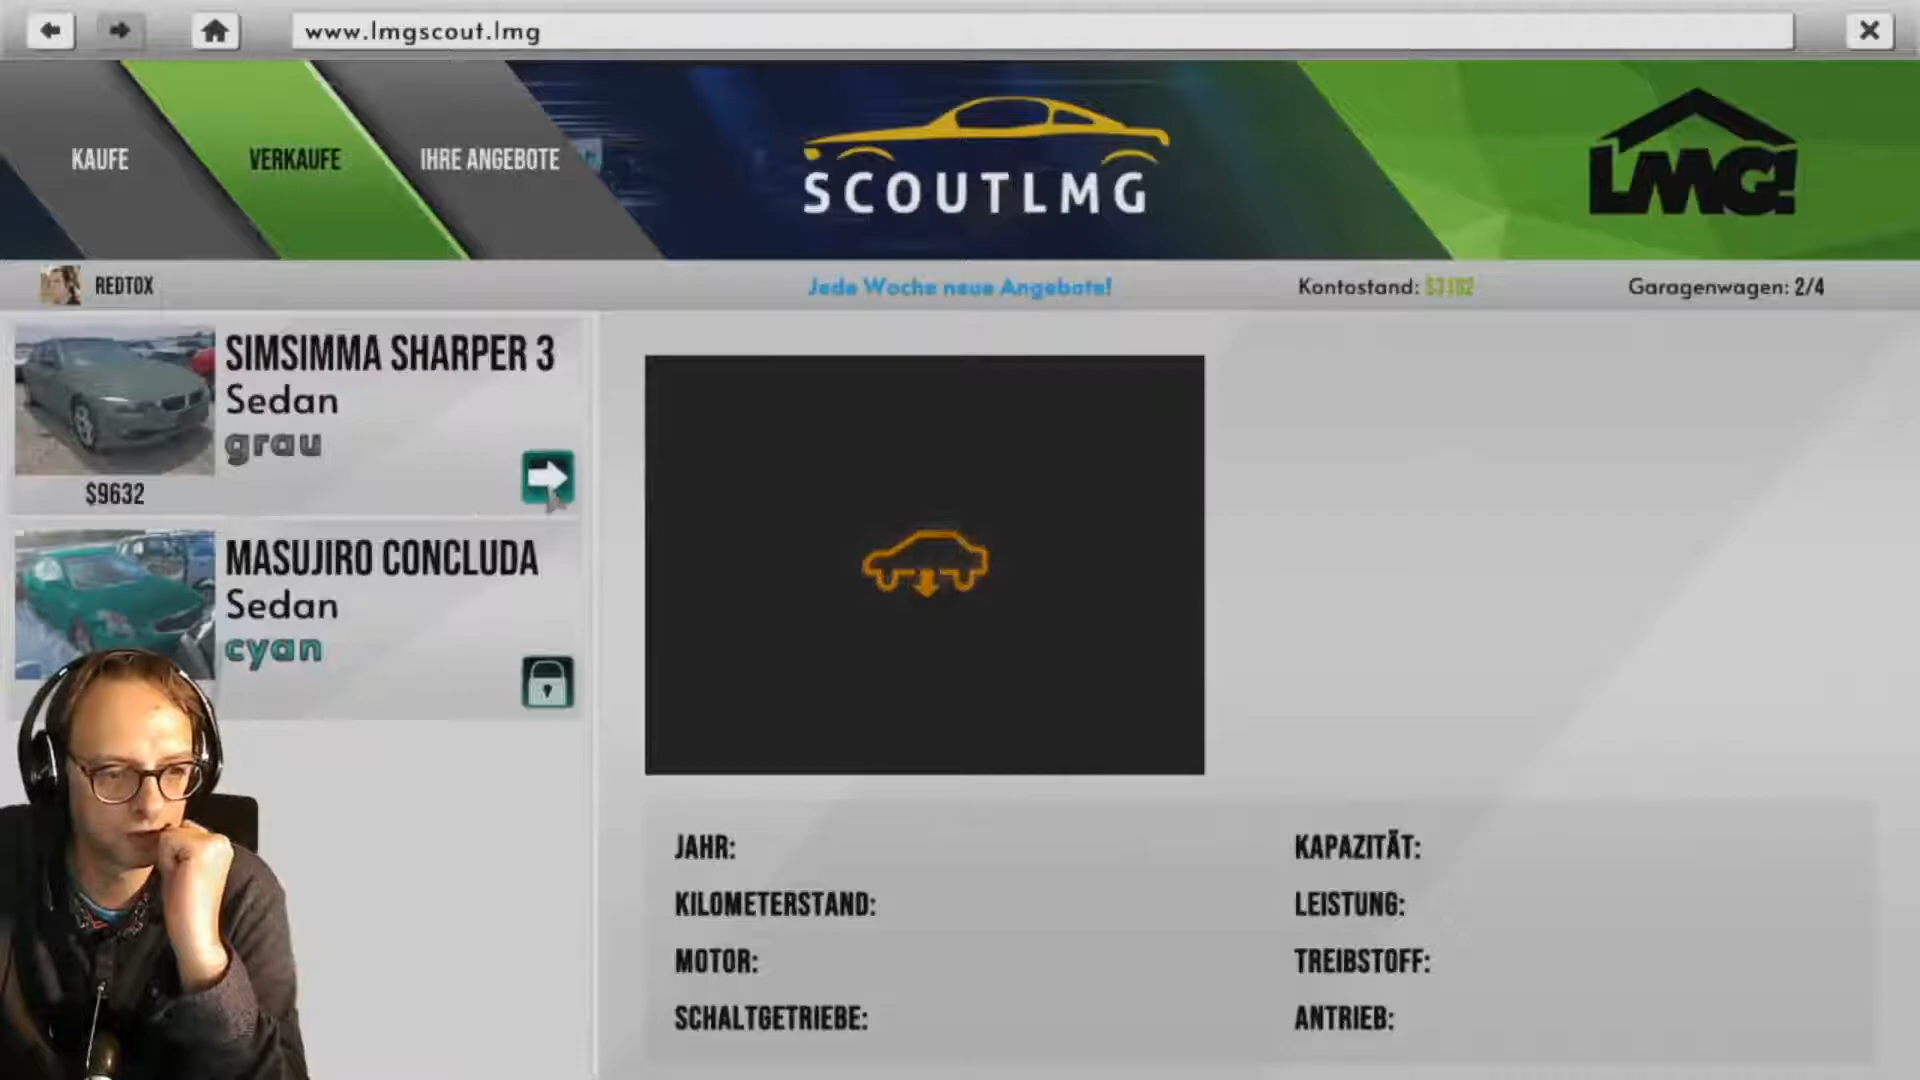 www.lmgscout.lmg
KAUFE
VERKAUFE
IHRE ANGEBOTE
SCOUTLMG
LMG!
REDTOX
Jede Woche neue Angebote!
Kontostand: $3182
Garagenwagen: 2/4
SIMSIMMA SHARPER 3
Sedan
grau
$9632
MASUJIRO CONCLUDA
Sedan
cyan
JAHR:
KILOMETERSTAND:
MOTOR:
SCHALTGETRIEBE:
KAPAZITÄT:
LEISTUNG:
TREIBSTOFF:
ANTRIEB: